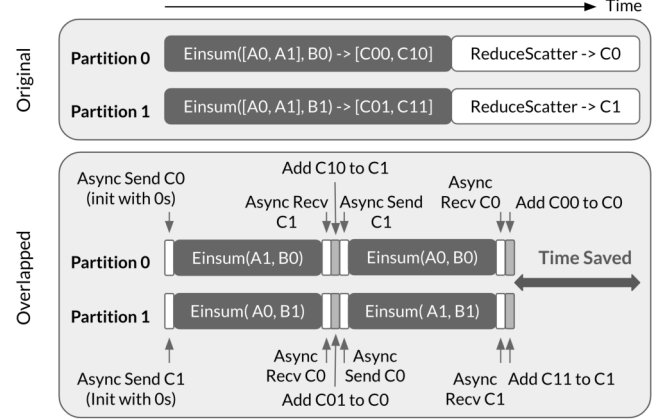 Time
Original
Partition 0
Einsum([A0, A1], B0) -> [C00, C10]
ReduceScatter -> C0
Partition 1
Einsum([A0, A1], B1) -> [C01, C11]
ReduceScatter -> C1
Overlapped
Async Send C0
(init with 0s)
Add C10 to C1
Async Recv
C1
Async Send
C1
Async
Recv C0
Add C00 to C0
Partition 0
Einsum(A1, B0)
Einsum(A0, B0)
Time Saved
Partition 1
Einsum( A0, B1)
Einsum( A1, B1)
Async Send C1
(Init with 0s)
Async
Recv C0
Add C01 to C0
Async
Send C0
Async
Recv C1
Add C11 to C1